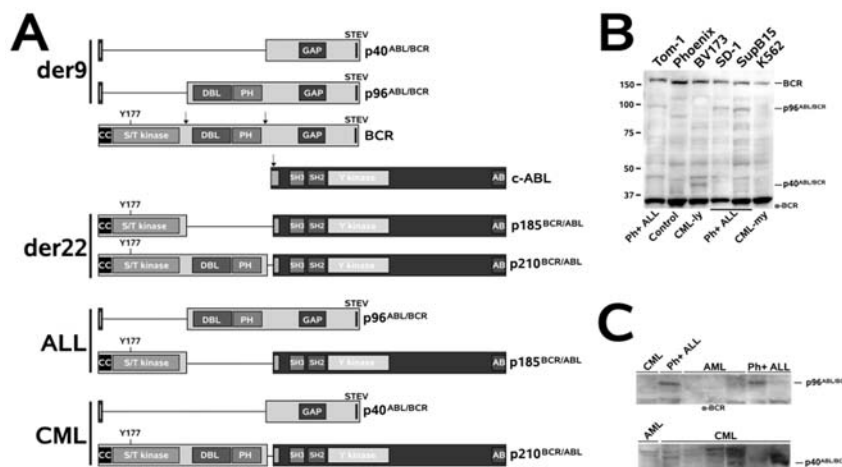 A
der9
STEV
GAP
p40ABL/BCR
STEV
DBL PH GAP
p96ABL/BCR
Y177
CC S/T kinase DBL PH GAP
BCR
STEV
SH3 SH2 Y kinase AB
c-ABL
der22
Y177
CC S/T kinase SH3 SH2 Y kinase AB
p185BCR/ABL
Y177
CC S/T kinase DBL PH SH3 SH2 Y kinase AB
p210BCR/ABL
ALL
STEV
DBL PH GAP
p96ABL/BCR
Y177
CC S/T kinase SH3 SH2 Y kinase AB
p185BCR/ABL
CML
STEV
GAP
p40ABL/BCR
Y177
CC S/T kinase DBL PH SH3 SH2 Y kinase AB
p210BCR/ABL
B
Tom-1 Phoenix BV173 SD-1 SupB15 K562
150
BCR
100
p96ABL/BCR
75
50
p40ABL/BCR
37
α-BCR
Ph+ ALL Control CML-ly Ph+ ALL CML-my
C
CML Ph+ ALL AML Ph+ ALL
p96ABL/BC
α-BCR
AML CML
p40ABL/BC